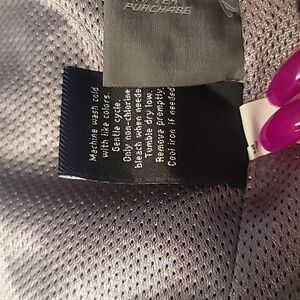 PURCHASE
Machine wash cold
with like colors.
Gentle cycle.
Only non-chlorine
bleach when neede
Tumble dry low.
Remove promptly.
Cool iron if needed